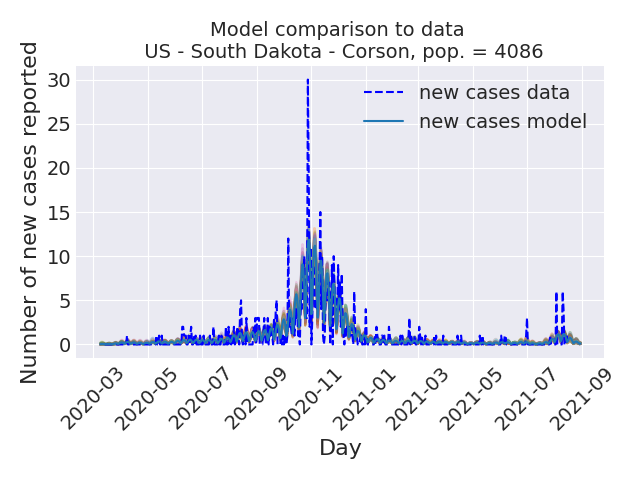 Model comparison to data
US - South Dakota - Corson, pop. = 4086
Number of new cases reported
30
25
20
15
10
5
0
new cases data
new cases model
2020-03
2020-05
2020-07
2020-09
2020-11
2021-01
2021-03
2021-05
2021-07
2021-09
Day